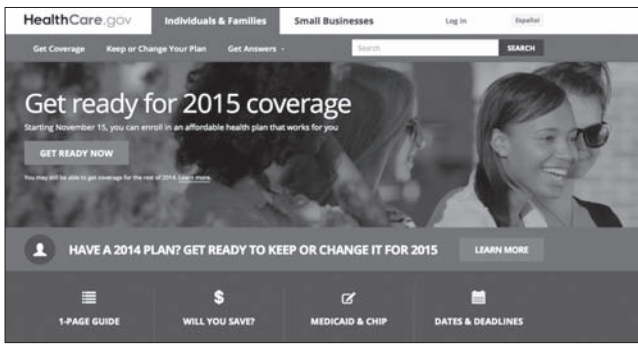 HealthCare.gov Individuals & Families Small Businesses Log in Español
Get Coverage Keep or Change Your Plan Get Answers Search SEARCH
Get ready for 2015 coverage
Starting November 15, you can enroll in an affordable health plan that works for you
GET READY NOW
You may still be able to get coverage for the rest of 2014. Learn more.
HAVE A 2014 PLAN? GET READY TO KEEP OR CHANGE IT FOR 2015 LEARN MORE
$
1-PAGE GUIDE WILL YOU SAVE? MEDICAID & CHIP DATES & DEADLINES